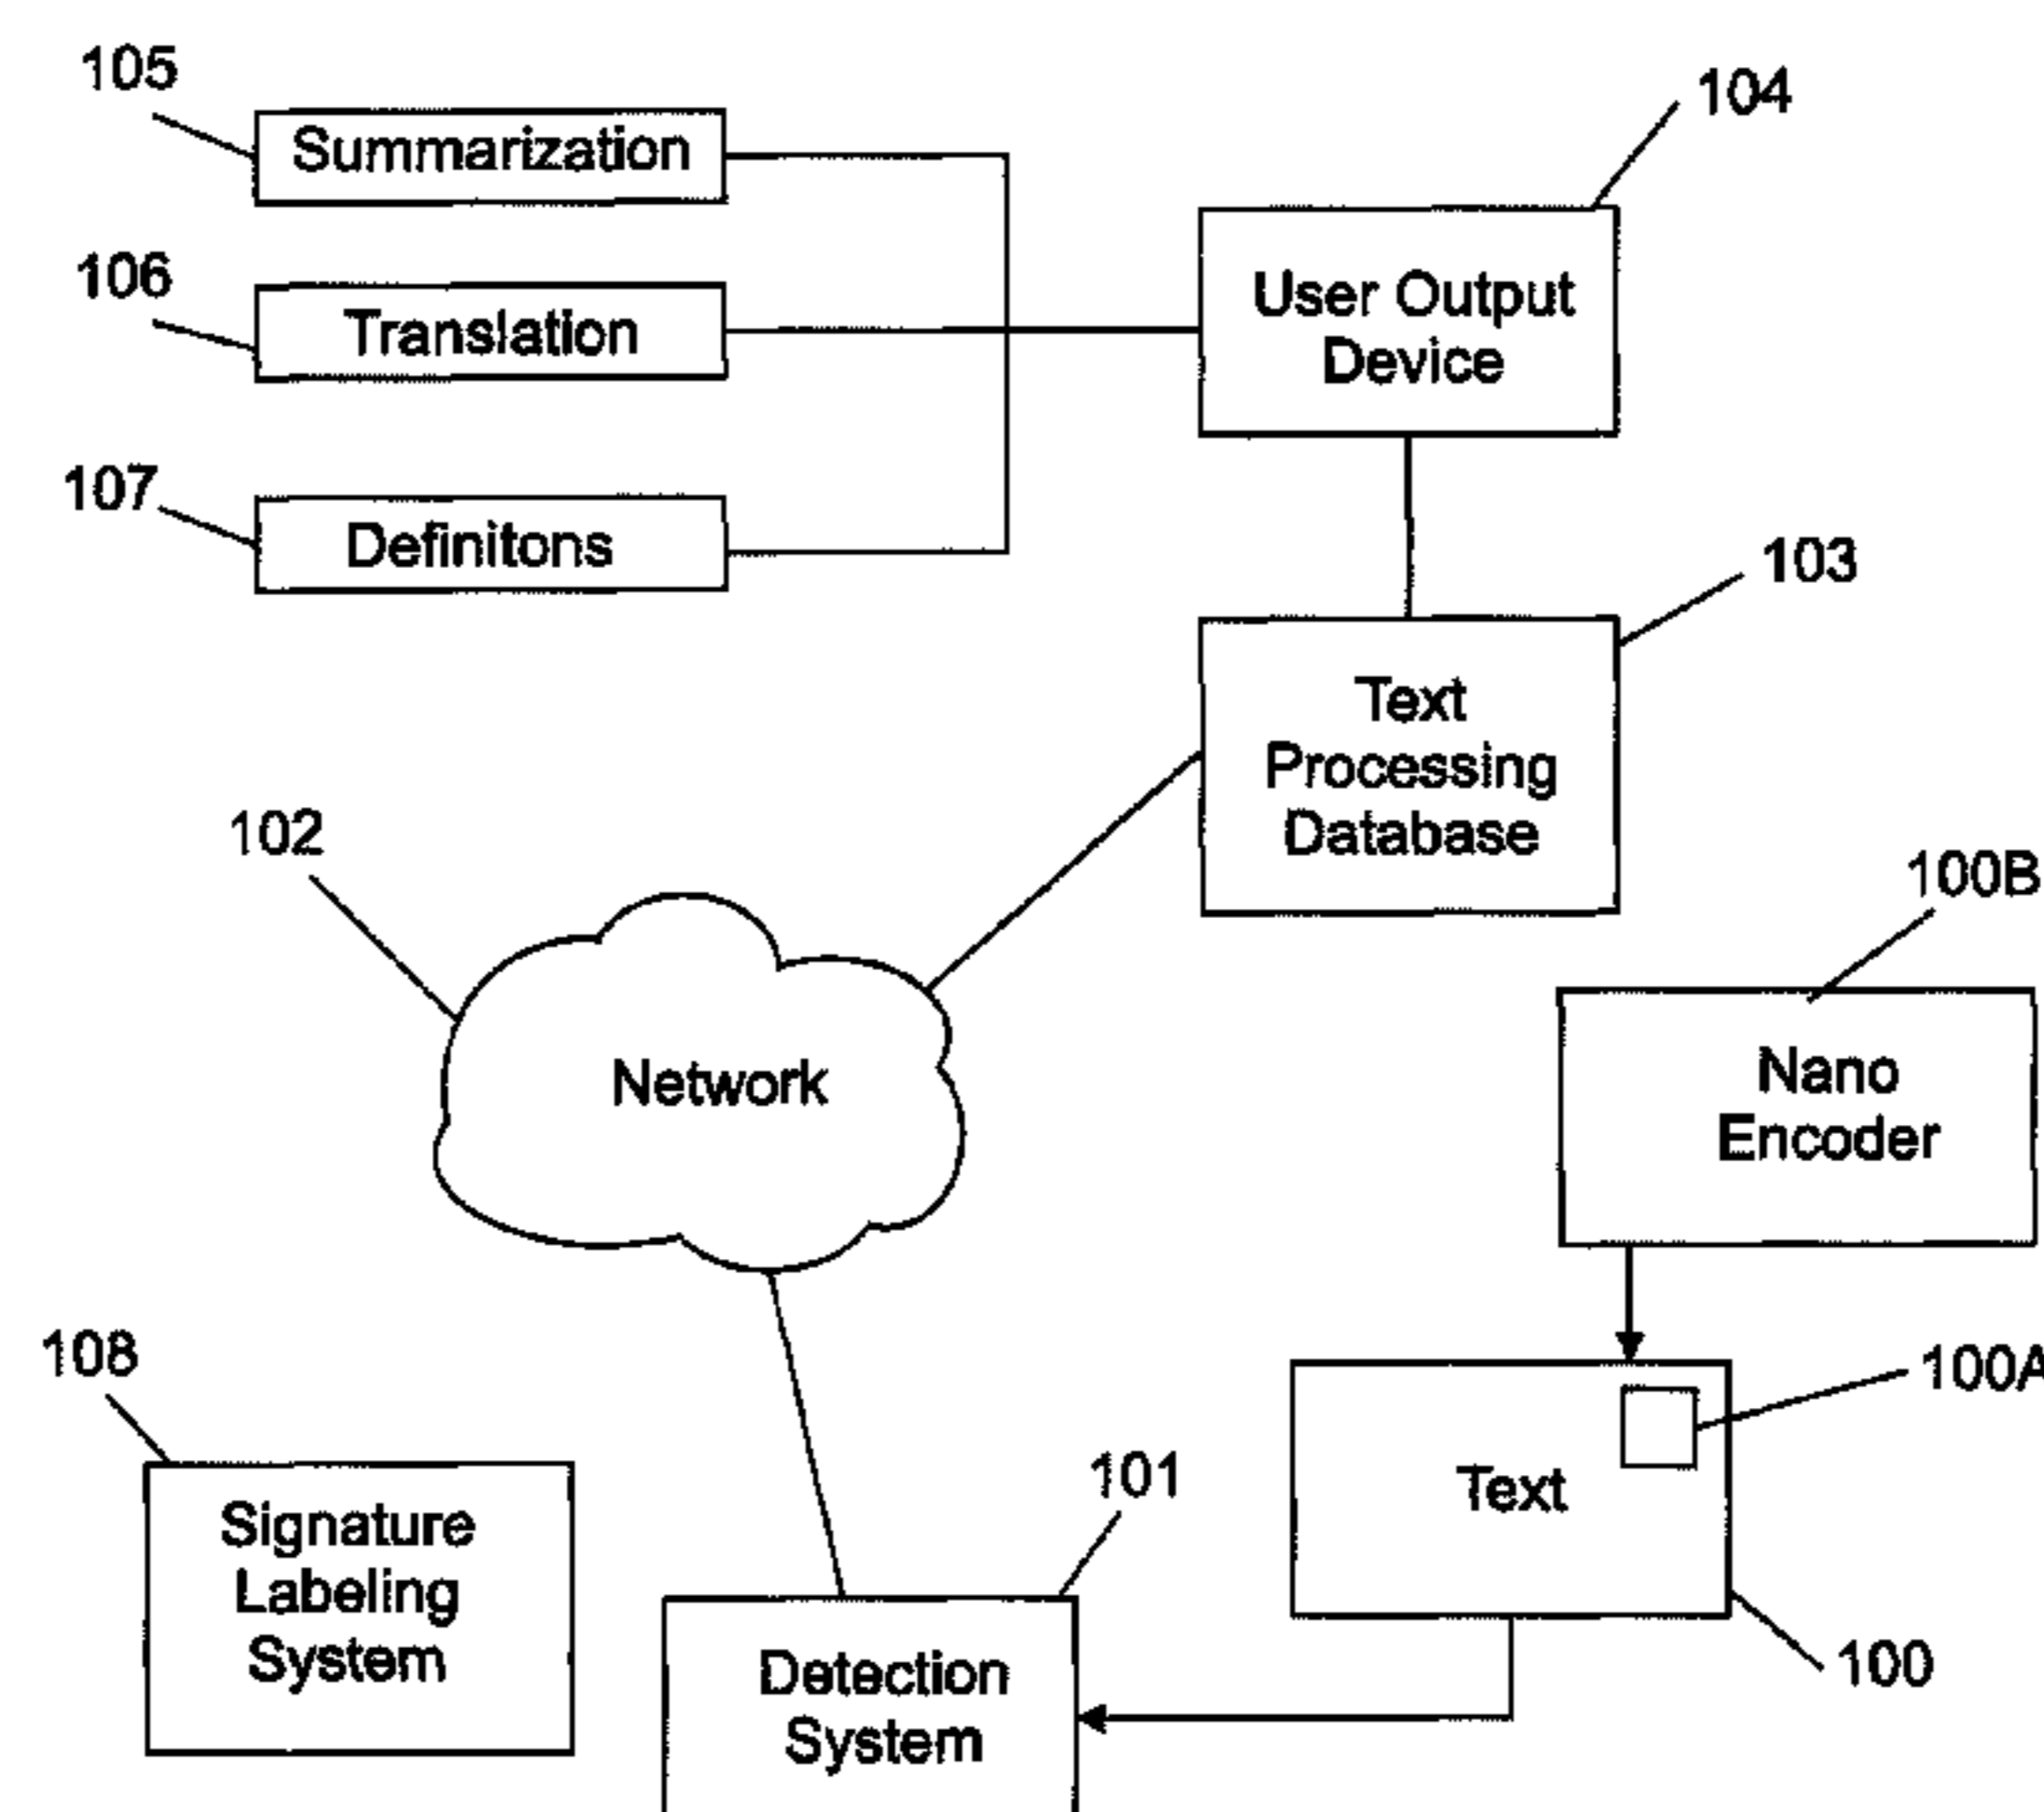 105
Summarization
104
106
Translation
User Output
Device
107
Definitons
103
Text
Processing
Database
102
100B
Network
Nano
Encoder
108
100A
Signature
Labeling
System
101
Text
Detection
System
100